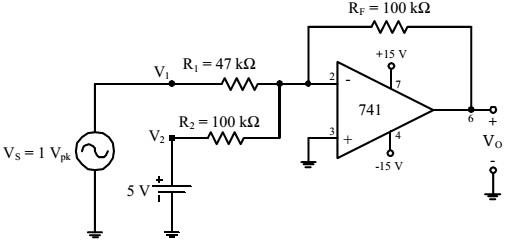 R_F = 100 kΩ
+15 V
V_1
R_1 = 47 kΩ
2
-
7
R_2 = 100 kΩ
741
V_2
3
+
4
6
+
V_O
-
V_S = 1 V_pk
-15 V
+
5 V
-